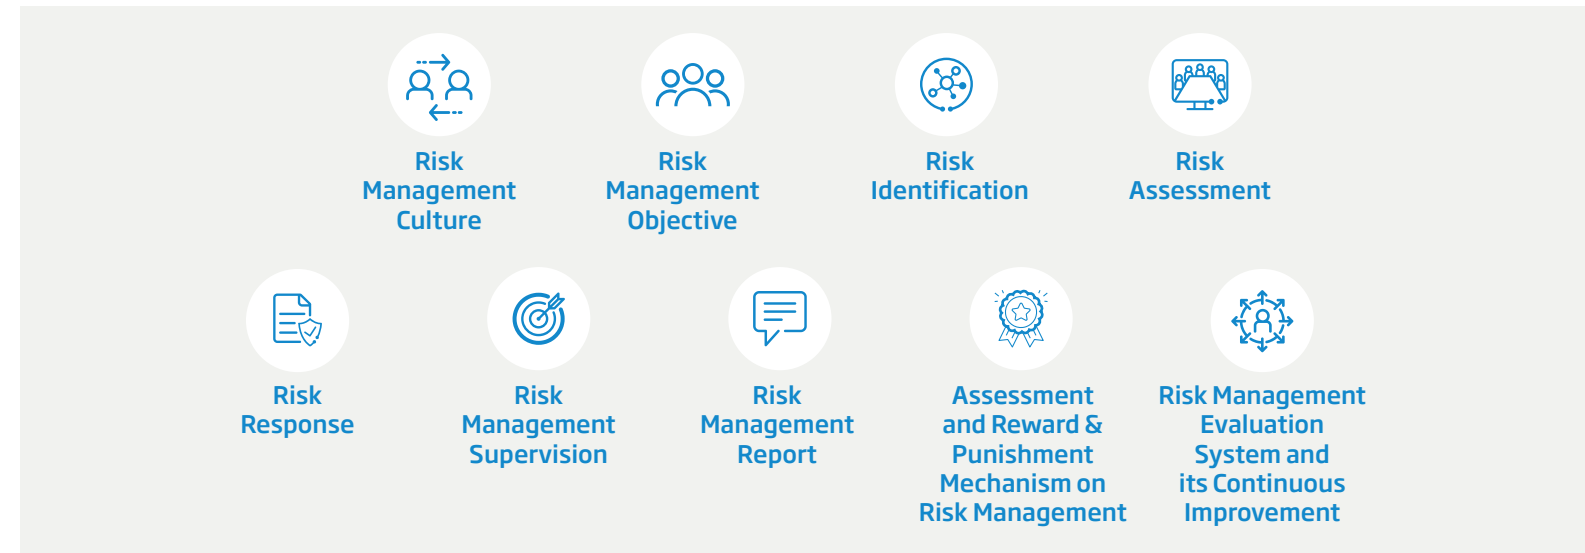 Risk
Management
Culture
Risk
Management
Objective
Risk
Identification
Risk
Assessment
Risk
Response
Risk
Management
Supervision
Risk
Management
Report
Assessment
and Reward &
Punishment
Mechanism on
Risk Management
Risk Management
Evaluation
System and
its Continuous
Improvement